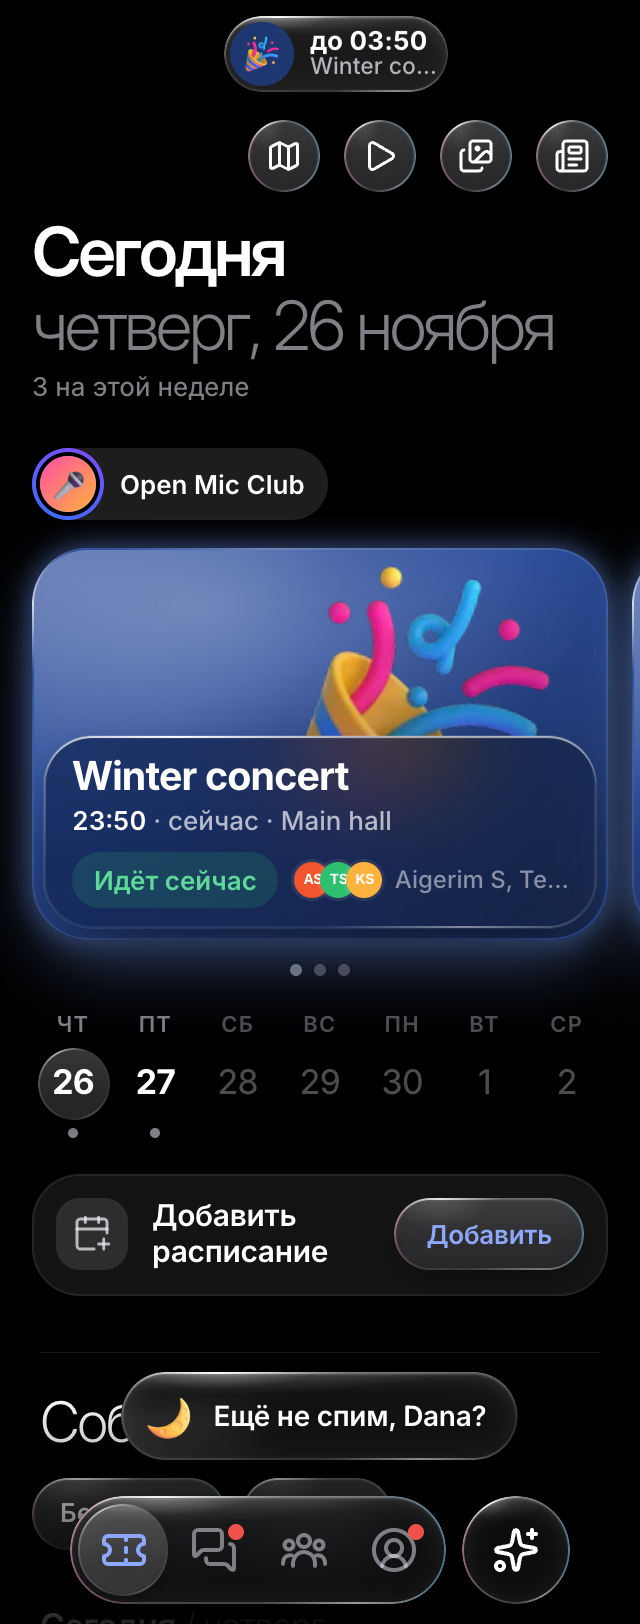 до 03:50
Winter co...
Сегодня
четверг, 26 ноября
3 на этой неделе
Open Mic Club
Winter concert
23:50 · сейчас · Main hall
Идёт сейчас
AS TS KS Aigerim S, Te...
ЧТ ПТ СБ ВС ПН ВТ СР
26 27 28 29 30 1 2
Добавить
расписание
Добавить
Ещё не спим, Dana?
Сегодня / четверг